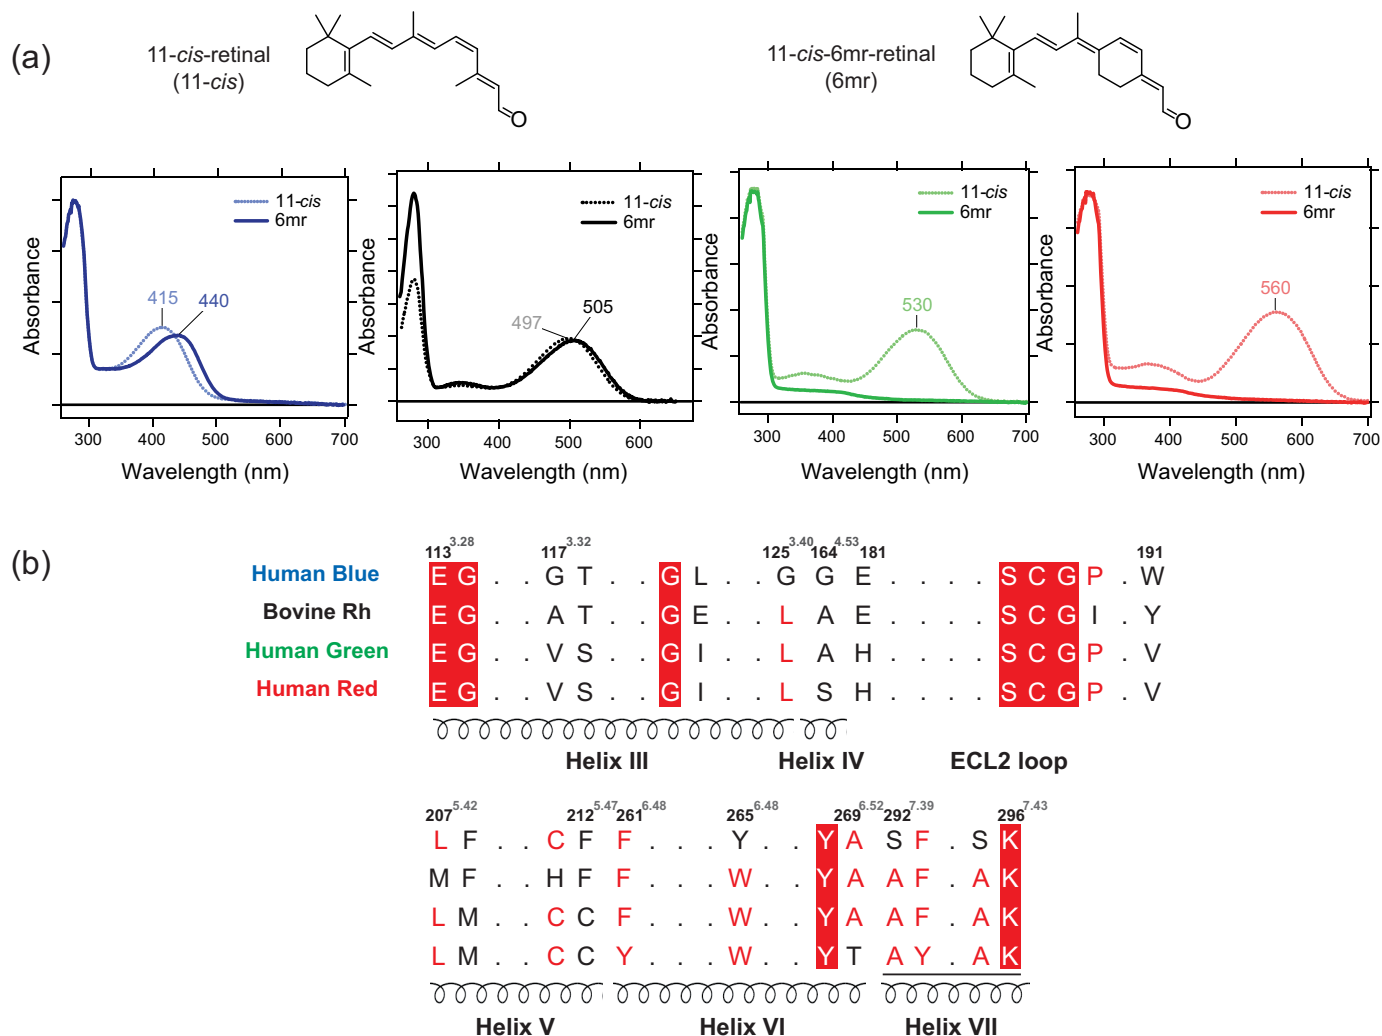 (a)
11-cis-retinal
(11-cis)
O
11-cis-6mr-retinal
(6mr)
O
Absorbance
11-cis
6mr
415
440
300 400 500 600 700
Wavelength (nm)
Absorbance
11-cis
6mr
497
505
300 400 500 600
Wavelength (nm)
Absorbance
11-cis
6mr
530
300 400 500 600 700
Wavelength (nm)
Absorbance
11-cis
6mr
560
300 400 500 600 700
Wavelength (nm)
(b)
113 3.28 117 3.32 125 3.40 164 4.53 181 191
Human Blue E G . . G T . . G L . . G G E . . . . S C G P . W
Bovine Rh E G . . A T . . G E . . L A E . . . . S C G I . Y
Human Green E G . . V S . . G I . . L A H . . . . S C G P . V
Human Red E G . . V S . . G I . . L S H . . . . S C G P . V
Helix III Helix IV ECL2 loop
207 5.42 212 5.47 261 6.48 265 6.48 269 6.52 292 7.39 296 7.43
L F . . C F F . . . Y . . Y A S F . S K
M F . . H F F . . . W . . Y A A F . A K
L M . . C C F . . . W . . Y A A F . A K
L M . . C C Y . . . W . . Y T A Y . A K
Helix V Helix VI Helix VII